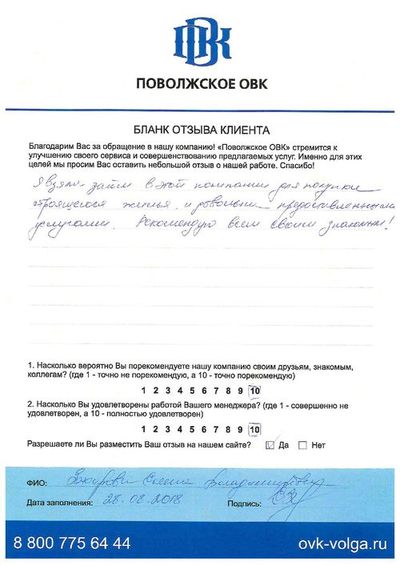 ПОВОЛЖСКОЕ ОВК
БЛАНК ОТЗЫВА КЛИЕНТА
Благодарим Вас за обращение в нашу компанию! «Поволжское ОВК» стремится к
улучшению своего сервиса и совершенствованию предлагаемых услуг. Именно для этих
целей мы просим Вас оставить небольшой отзыв о нашей работе. Спасибо!
Я взяла займ в этой компании для покупки
строящегося жилья и довольна предоставленными
услугами. Рекомендую всем своим знакомым!
1. Насколько вероятно Вы порекомендуете нашу компанию своим друзьям, знакомым,
коллегам? (где 1 - точно не порекомендую, а 10 - точно порекомендую)
1 2 3 4 5 6 7 8 9 10
2. Насколько Вы удовлетворены работой Вашего менеджера? (где 1 - совершенно не
удовлетворен, а 10 - полностью удовлетворен)
1 2 3 4 5 6 7 8 9 10
Разрешаете ли Вы разместить Ваш отзыв на нашем сайте? Да Нет
ФИО: Владимировна
Дата заполнения: 28.02.2018 Подпись:
8 800 775 64 44 ovk-volga.ru